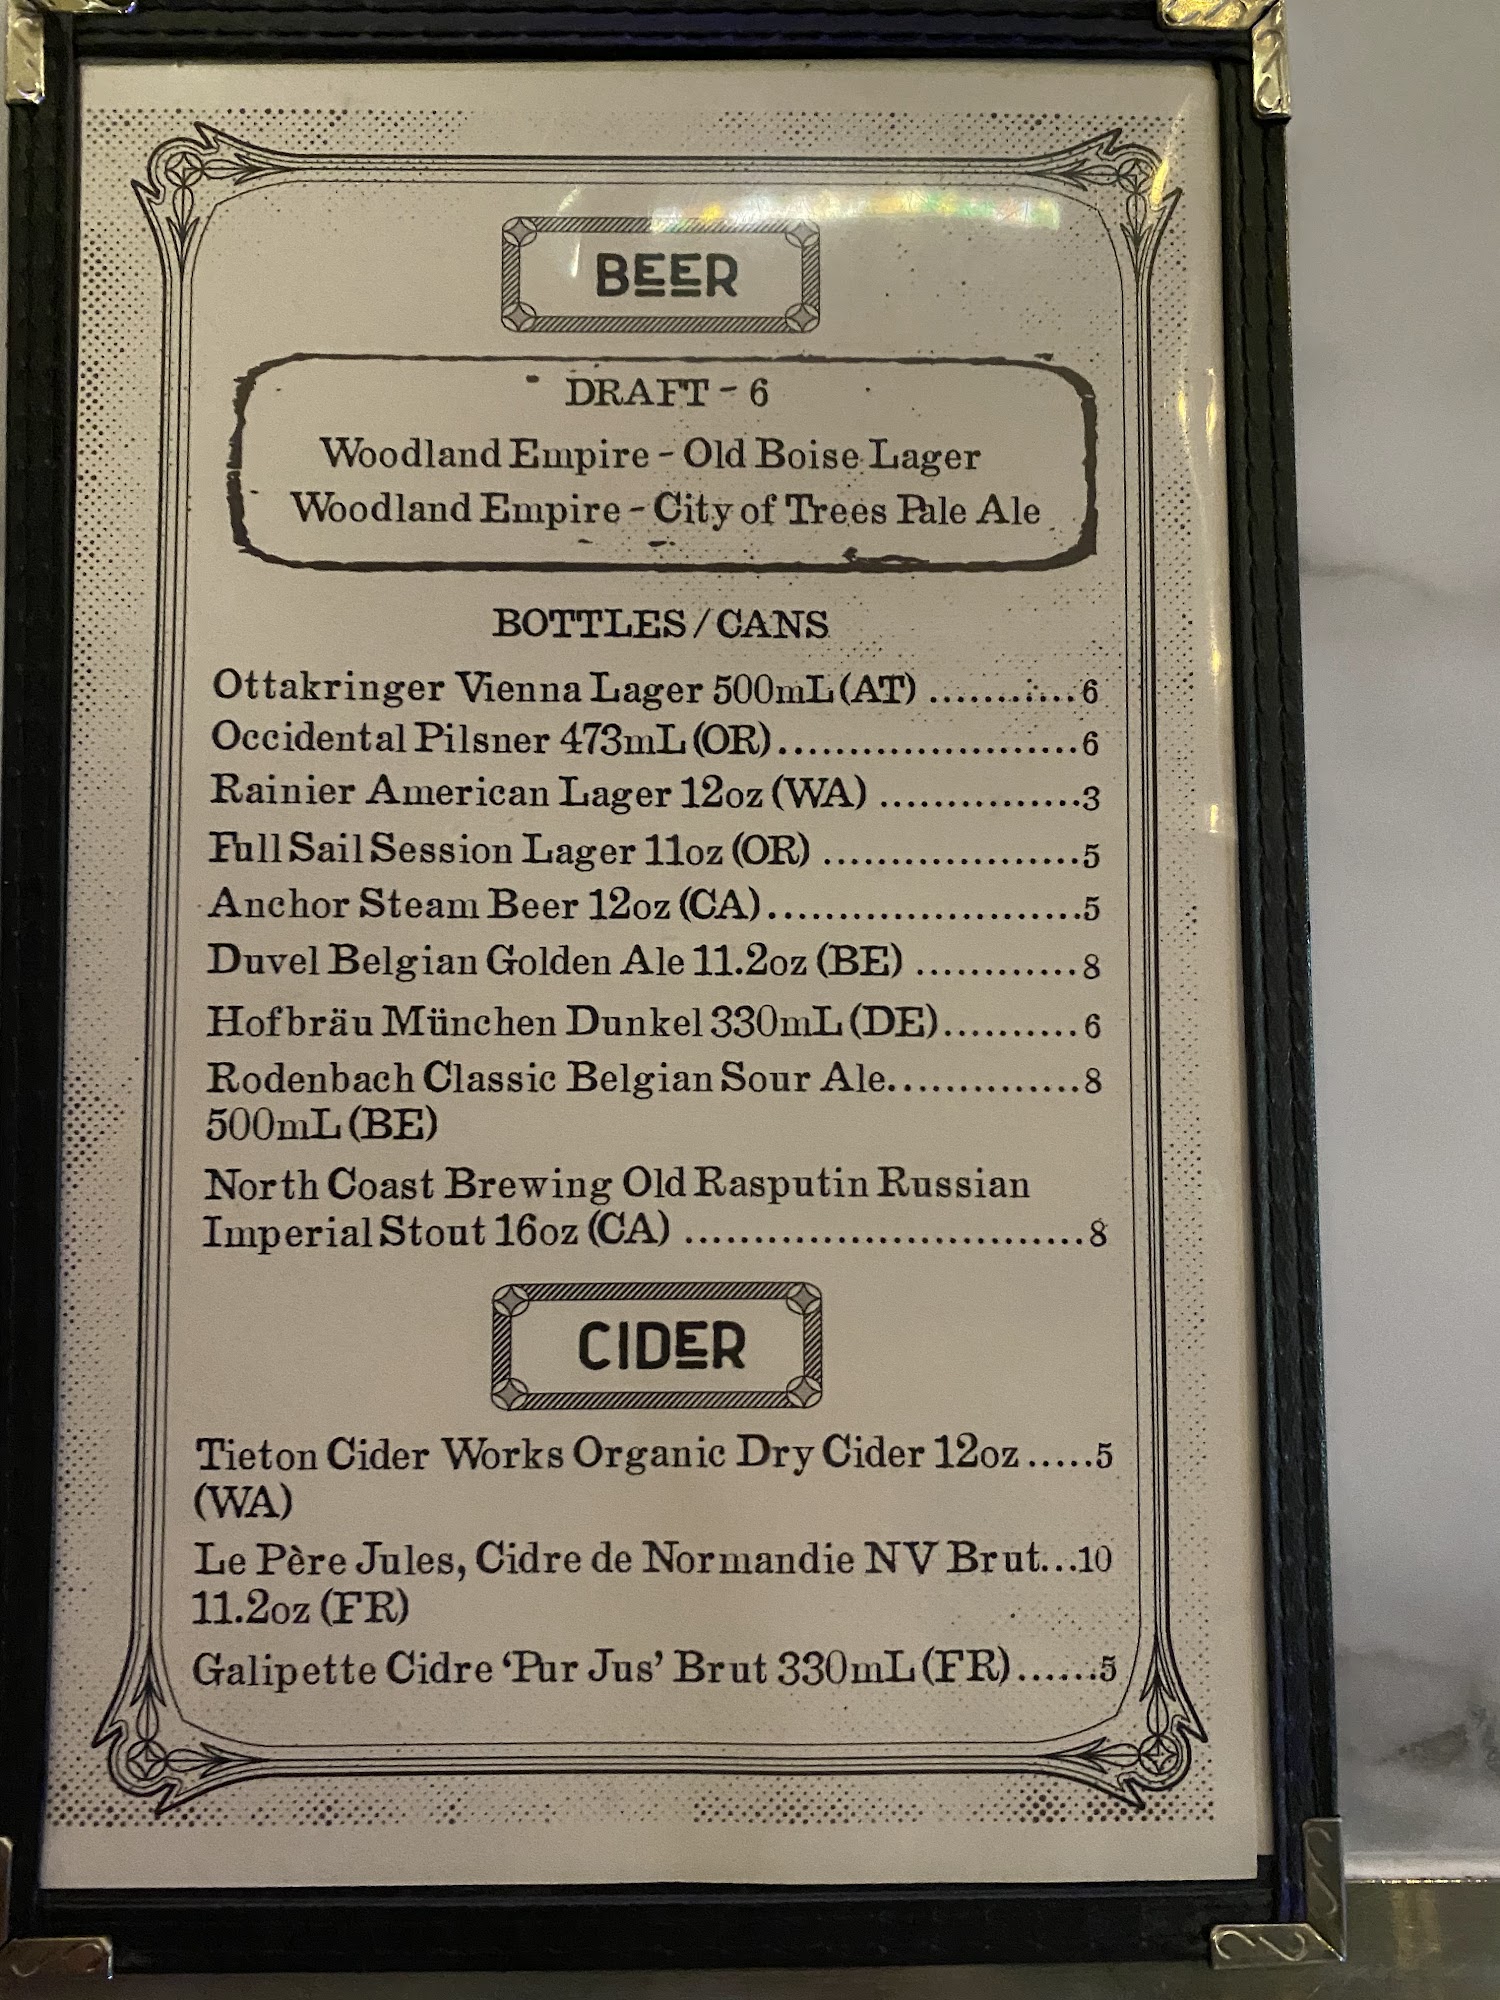 BEER
DRAFT - 6
Woodland Empire - Old Boise Lager
Woodland Empire - City of Trees Pale Ale
BOTTLES/CANS
Ottakringer Vienna Lager 500mL (AT) ..........6
Occidental Pilsner 473mL (OR).....................6
Rainier American Lager 12oz (WA) ...............3
Full Sail Session Lager 11oz (OR) ..................5
Anchor Steam Beer 12oz (CA)......................5
Duvel Belgian Golden Ale 11.2oz (BE) ............8
Hofbräu München Dunkel 330mL (DE)..........6
Rodenbach Classic Belgian Sour Ale..............8
500mL (BE)
North Coast Brewing Old Rasputin Russian
Imperial Stout 16oz (CA) .............................8
CIDER
Tieton Cider Works Organic Dry Cider 12oz.....5
(WA)
Le Père Jules, Cidre de Normandie NV Brut...10
11.2oz (FR)
Galipette Cidre ‘Pur Jus’ Brut 330mL (FR)......5